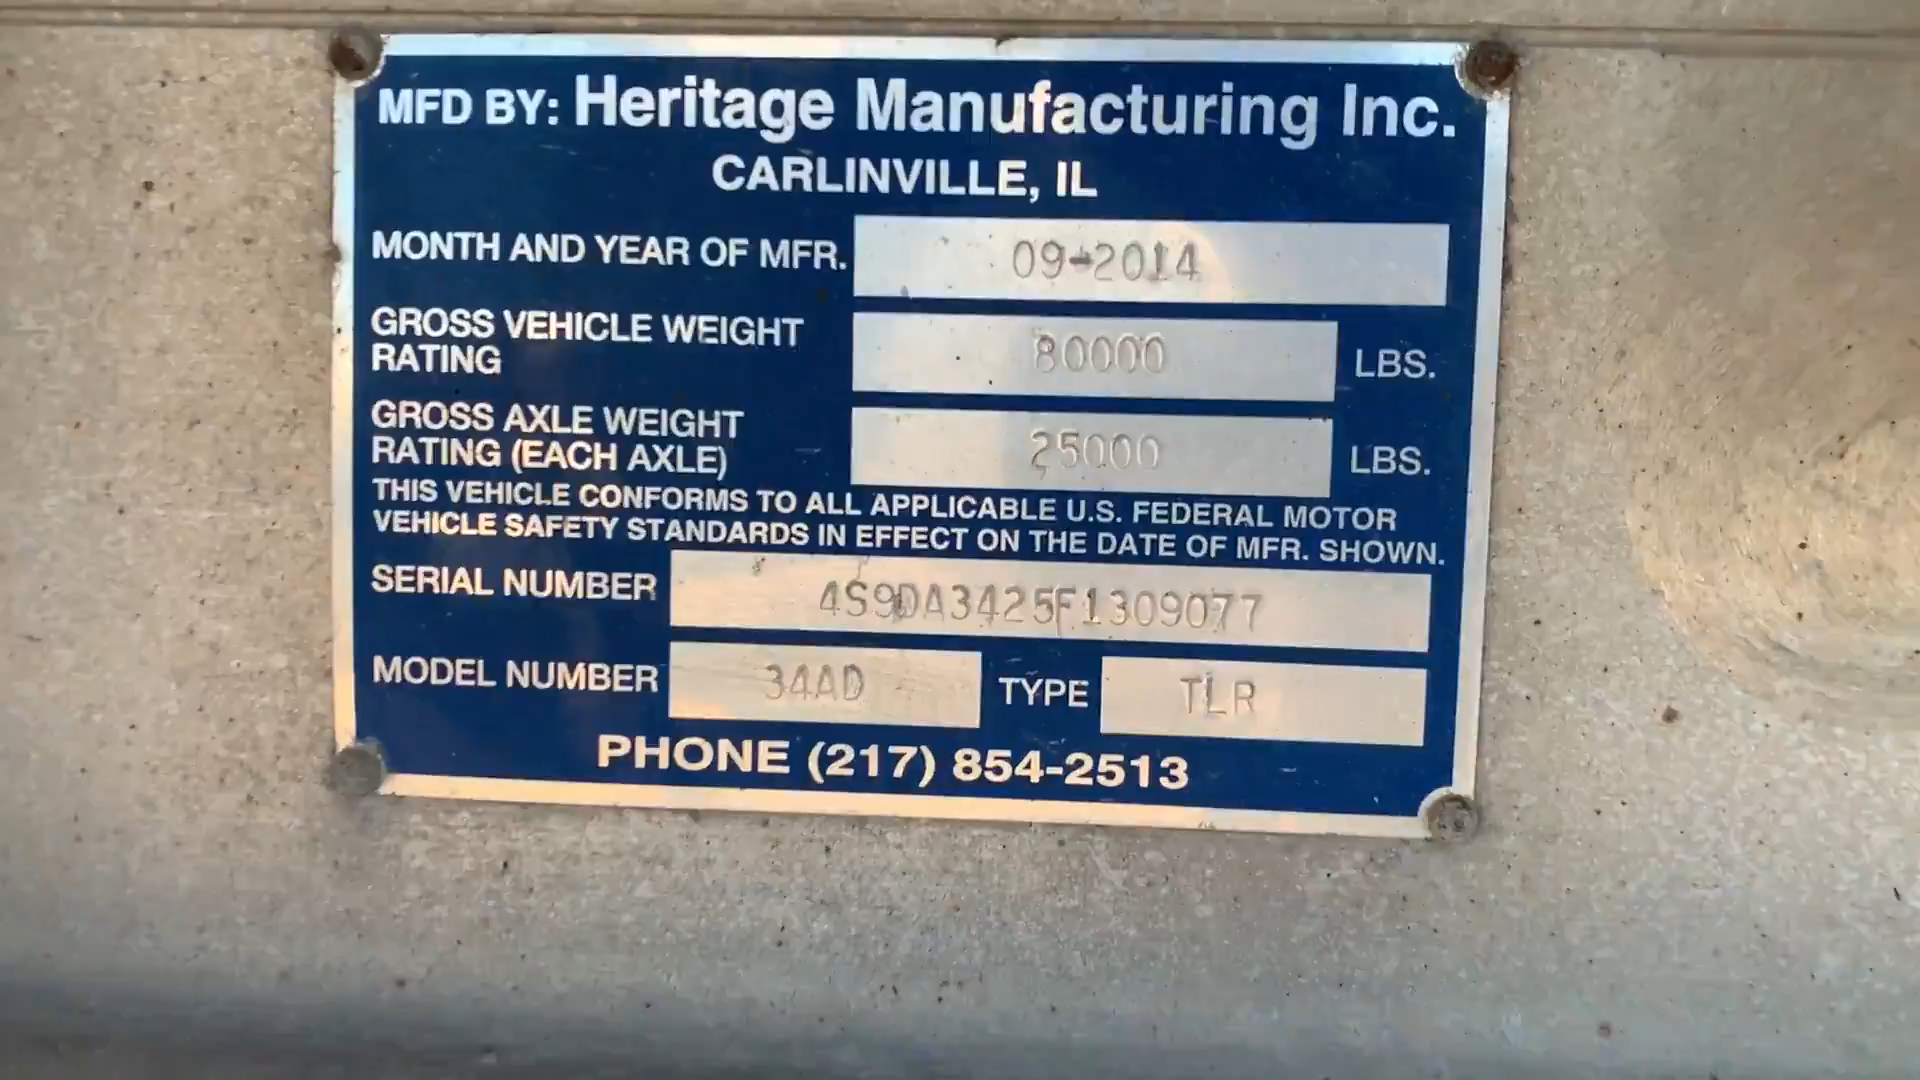 MFD BY: Heritage Manufacturing Inc.
CARLINVILLE, IL
MONTH AND YEAR OF MFR. 09-2014
GROSS VEHICLE WEIGHT
RATING 80000 LBS.
GROSS AXLE WEIGHT
RATING (EACH AXLE) 25000 LBS.
THIS VEHICLE CONFORMS TO ALL APPLICABLE U.S. FEDERAL MOTOR
VEHICLE SAFETY STANDARDS IN EFFECT ON THE DATE OF MFR. SHOWN.
SERIAL NUMBER 4S9DA3425F1309077
MODEL NUMBER 34AD TYPE TLR
PHONE (217) 854-2513